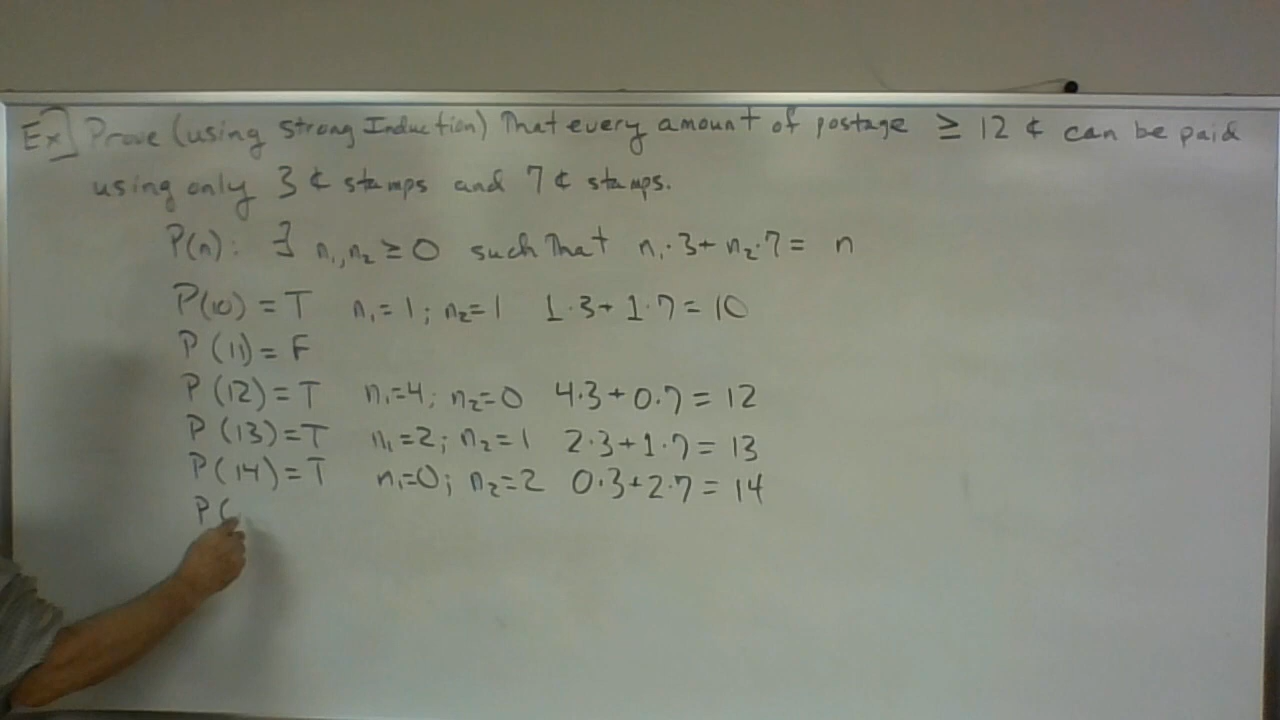 Ex] Prove (using strong Induction) That every amount of postage ≥ 12 ¢ can be paid
using only 3 ¢ stamps and 7 ¢ stamps.
P(n): ∃ n₁,n₂ ≥ 0 such That n₁·3+n₂·7 = n
P(10) = T n₁=1; n₂=1 1·3+1·7=10
P(11)=F
P(12)=T n₁=4; n₂=0 4·3+0·7=12
P(13)=T n₁=2; n₂=1 2·3+1·7=13
P(14)=T n₁=0; n₂=2 0·3+2·7=14
P(